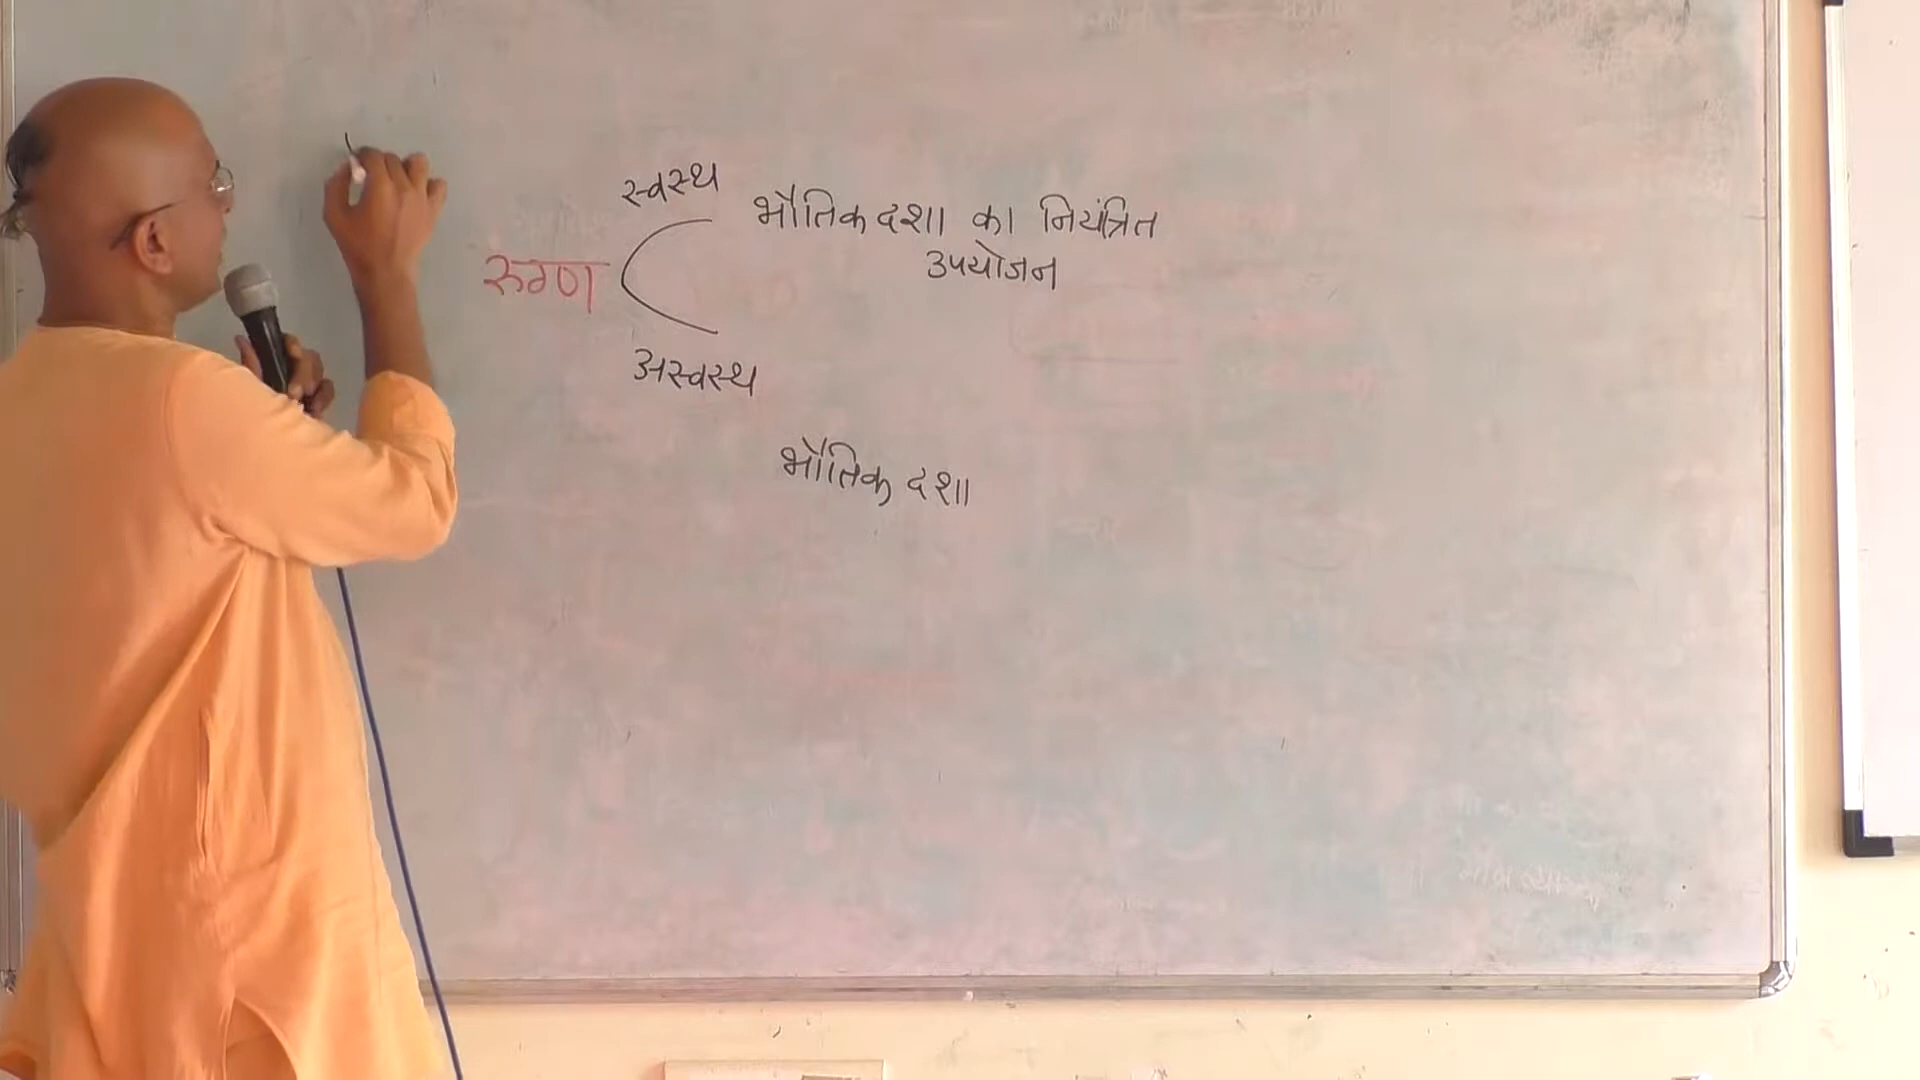 स्वस्थ
भौतिक दशा का नियंत्रित
उपयोजन
रुग्ण
अस्वस्थ
भौतिक दशा